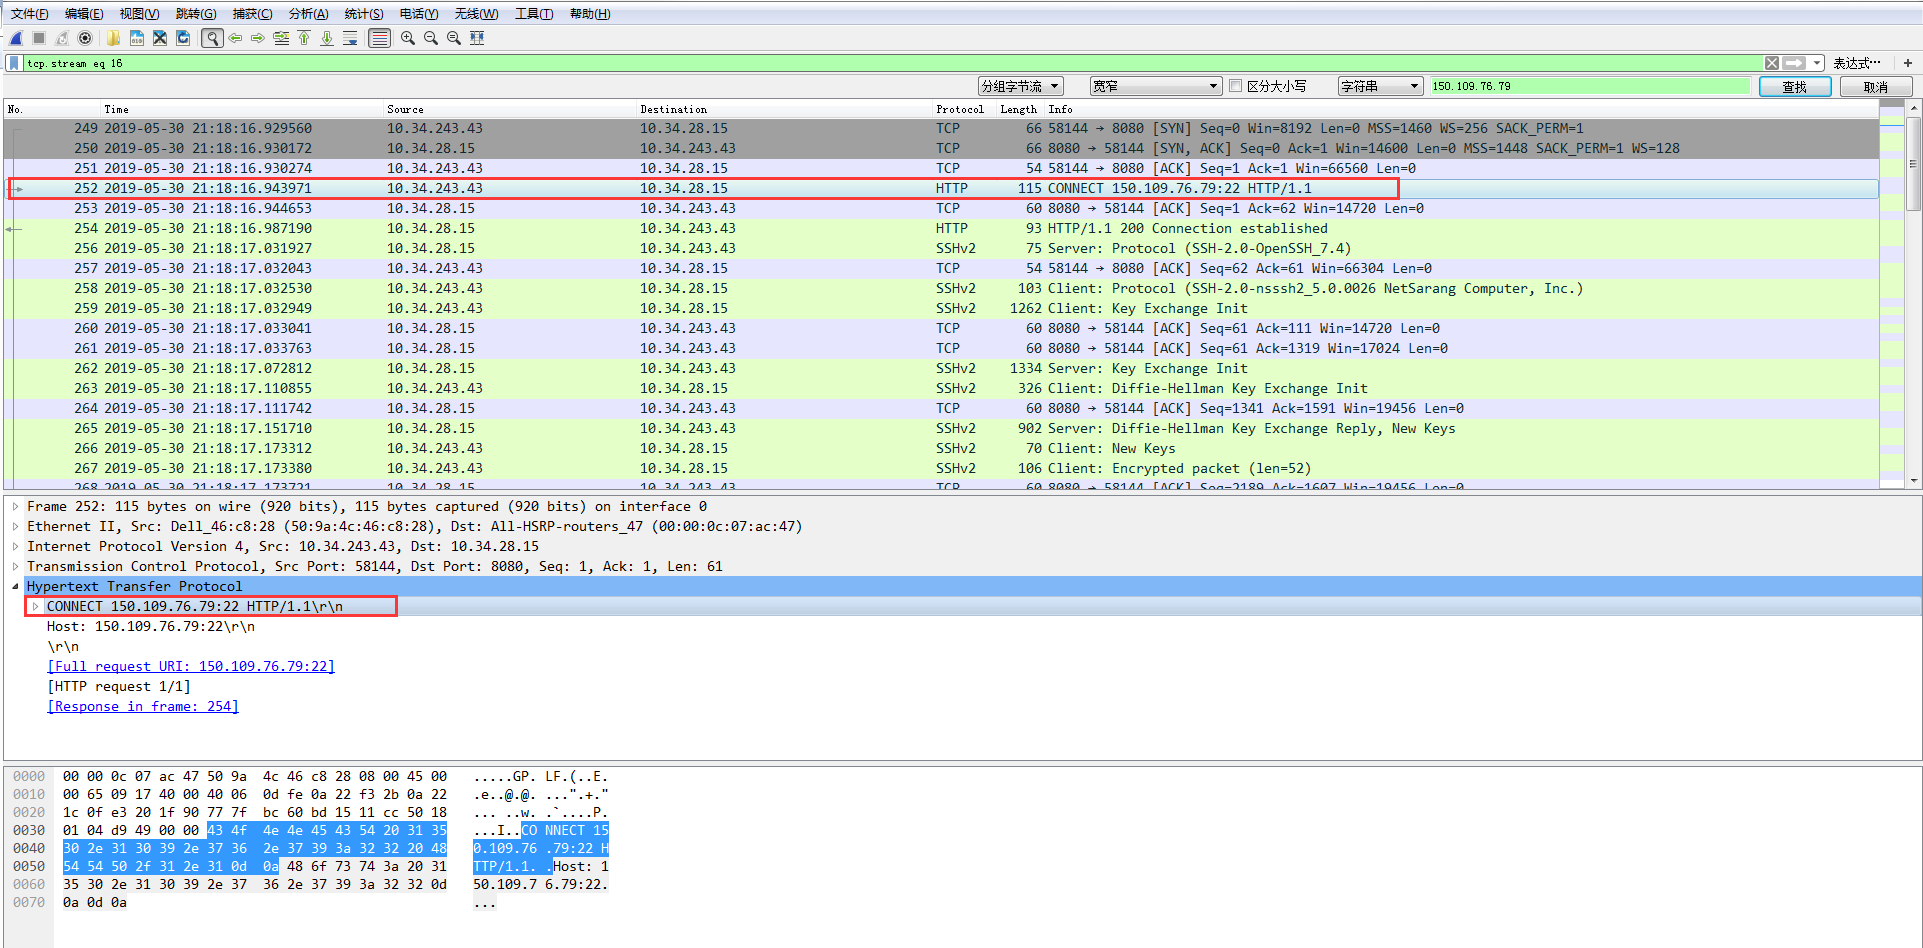 文件(F) 编辑(E) 视图(V) 跳转(G) 捕获(C) 分析(A) 统计(S) 电话(Y) 无线(W) 工具(T) 帮助(H)
tcp.stream eq 16 表达式… +
分组字节流 宽窄 区分大小写 字符串 150.109.76.79 查找 取消
No. Time Source Destination Protocol Length Info
249 2019-05-30 21:18:16.929560 10.34.243.43 10.34.28.15 TCP 66 58144 → 8080 [SYN] Seq=0 Win=8192 Len=0 MSS=1460 WS=256 SACK_PERM=1
250 2019-05-30 21:18:16.930172 10.34.28.15 10.34.243.43 TCP 66 8080 → 58144 [SYN, ACK] Seq=0 Ack=1 Win=14600 Len=0 MSS=1448 SACK_PERM=1 WS=128
251 2019-05-30 21:18:16.930274 10.34.243.43 10.34.28.15 TCP 54 58144 → 8080 [ACK] Seq=1 Ack=1 Win=66560 Len=0
252 2019-05-30 21:18:16.943971 10.34.243.43 10.34.28.15 HTTP 115 CONNECT 150.109.76.79:22 HTTP/1.1
253 2019-05-30 21:18:16.944653 10.34.28.15 10.34.243.43 TCP 60 8080 → 58144 [ACK] Seq=1 Ack=62 Win=14720 Len=0
254 2019-05-30 21:18:16.987190 10.34.28.15 10.34.243.43 HTTP 93 HTTP/1.1 200 Connection established
256 2019-05-30 21:18:17.031927 10.34.28.15 10.34.243.43 SSHv2 75 Server: Protocol (SSH-2.0-OpenSSH_7.4)
257 2019-05-30 21:18:17.032043 10.34.243.43 10.34.28.15 TCP 54 58144 → 8080 [ACK] Seq=62 Ack=61 Win=66304 Len=0
258 2019-05-30 21:18:17.032530 10.34.243.43 10.34.28.15 SSHv2 103 Client: Protocol (SSH-2.0-nsssh2_5.0.0026 NetSarang Computer, Inc.)
259 2019-05-30 21:18:17.032949 10.34.243.43 10.34.28.15 SSHv2 1262 Client: Key Exchange Init
260 2019-05-30 21:18:17.033041 10.34.28.15 10.34.243.43 TCP 60 8080 → 58144 [ACK] Seq=61 Ack=111 Win=14720 Len=0
261 2019-05-30 21:18:17.033763 10.34.28.15 10.34.243.43 TCP 60 8080 → 58144 [ACK] Seq=61 Ack=1319 Win=17024 Len=0
262 2019-05-30 21:18:17.072812 10.34.28.15 10.34.243.43 SSHv2 1334 Server: Key Exchange Init
263 2019-05-30 21:18:17.110855 10.34.243.43 10.34.28.15 SSHv2 326 Client: Diffie-Hellman Key Exchange Init
264 2019-05-30 21:18:17.111742 10.34.28.15 10.34.243.43 TCP 60 8080 → 58144 [ACK] Seq=1341 Ack=1591 Win=19456 Len=0
265 2019-05-30 21:18:17.151710 10.34.28.15 10.34.243.43 SSHv2 902 Server: Diffie-Hellman Key Exchange Reply, New Keys
266 2019-05-30 21:18:17.173312 10.34.243.43 10.34.28.15 SSHv2 70 Client: New Keys
267 2019-05-30 21:18:17.173380 10.34.243.43 10.34.28.15 SSHv2 106 Client: Encrypted packet (len=52)
268 2019-05-30 21:18:17.173721 10.34.28.15 10.34.243.43 TCP 60 8080 → 58144 [ACK] Seq=2189 Ack=1607 Win=19456 Len=0
Frame 252: 115 bytes on wire (920 bits), 115 bytes captured (920 bits) on interface 0
Ethernet II, Src: Dell_46:c8:28 (50:9a:4c:46:c8:28), Dst: All-HSRP-routers_47 (00:00:0c:07:ac:47)
Internet Protocol Version 4, Src: 10.34.243.43, Dst: 10.34.28.15
Transmission Control Protocol, Src Port: 58144, Dst Port: 8080, Seq: 1, Ack: 1, Len: 61
Hypertext Transfer Protocol
CONNECT 150.109.76.79:22 HTTP/1.1\r\n
Host: 150.109.76.79:22\r\n
\r\n
[Full request URI: 150.109.76.79:22]
[HTTP request 1/1]
[Response in frame: 254]
0000 00 00 0c 07 ac 47 50 9a 4c 46 c8 28 08 00 45 00 .....GP. LF.(..E.
0010 00 65 09 17 40 00 40 06 0d fe 0a 22 f3 2b 0a 22 .e..@.@. ...".+."
0020 1c 0f e3 20 1f 90 77 7f bc 60 bd 15 11 cc 50 18 ... ..w. .`....P.
0030 01 04 d9 49 00 00 43 4f 4e 4e 45 43 54 20 31 35 ...I..CO NNECT 15
0040 30 2e 31 30 39 2e 37 36 2e 37 39 3a 32 32 20 48 0.109.76 .79:22 H
0050 54 54 50 2f 31 2e 31 0d 0a 48 6f 73 74 3a 20 31 TTP/1.1. .Host: 1
0060 35 30 2e 31 30 39 2e 37 36 2e 37 39 3a 32 32 0d 50.109.7 6.79:22.
0070 0a 0d 0a ...